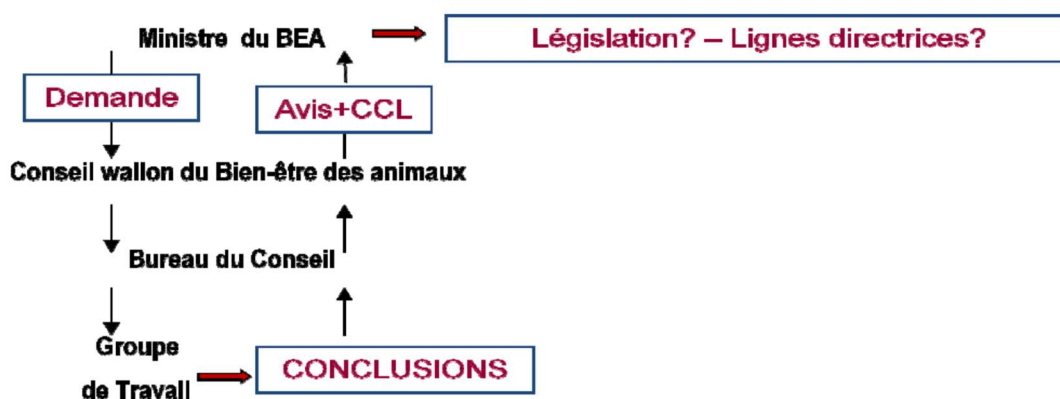 Ministre du BEA
Législation? – Lignes directrices?
Demande
Avis+CCL
Conseil wallon du Bien-être des animaux
Bureau du Conseil
Groupe
de Travail
CONCLUSIONS